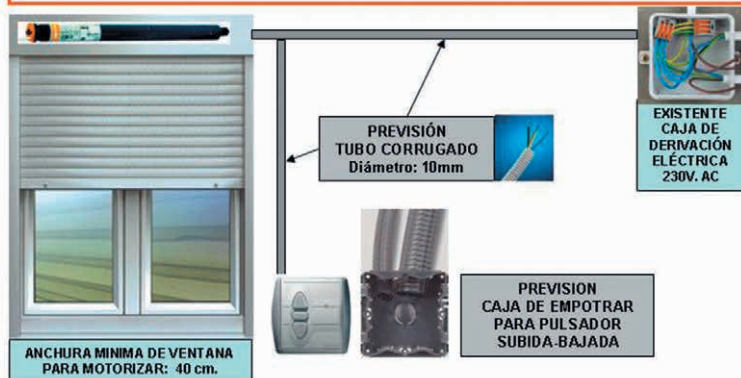 EXISTENTE
CAJA DE
DERIVACIÓN
ELÉCTRICA
230V. AC
PREVISIÓN
TUBO CORRUGADO
Diámetro: 10mm
PREVISION
CAJA DE EMPOTRAR
PARA PULSADOR
SUBIDA-BAJADA
ANCHURA MINIMA DE VENTANA
PARA MOTORIZAR: 40 cm.